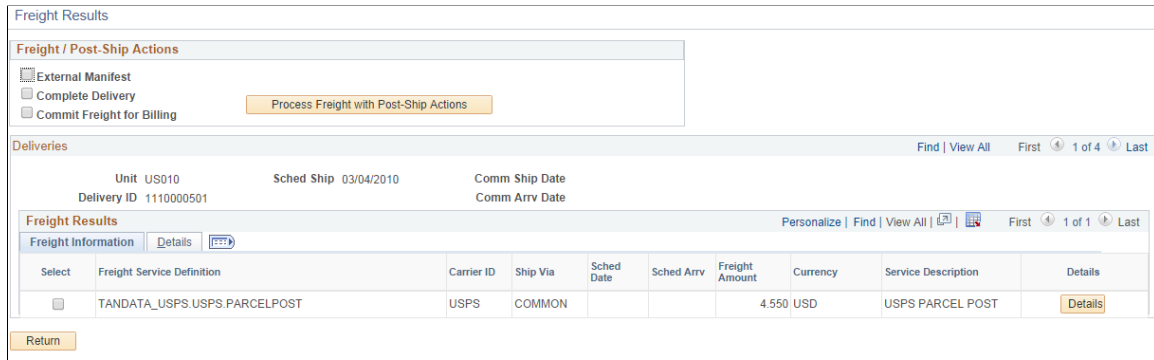 Freight Results
Freight / Post-Ship Actions
External Manifest
Complete Delivery
Commit Freight for Billing
Process Freight with Post-Ship Actions
Deliveries Find | View All First 1 of 4 Last
Unit US010 Sched Ship 03/04/2010 Comm Ship Date
Delivery ID 1110000501 Comm Arrv Date
Freight Results Personalize | Find | View All | | First 1 of 1 Last
Freight Information Details
Select Freight Service Definition Carrier ID Ship Via Sched Date Sched Arrv Freight Amount Currency Service Description Details
TANDATA_USPS.USPS.PARCELPOST USPS COMMON 4.550 USD USPS PARCEL POST Details
Return